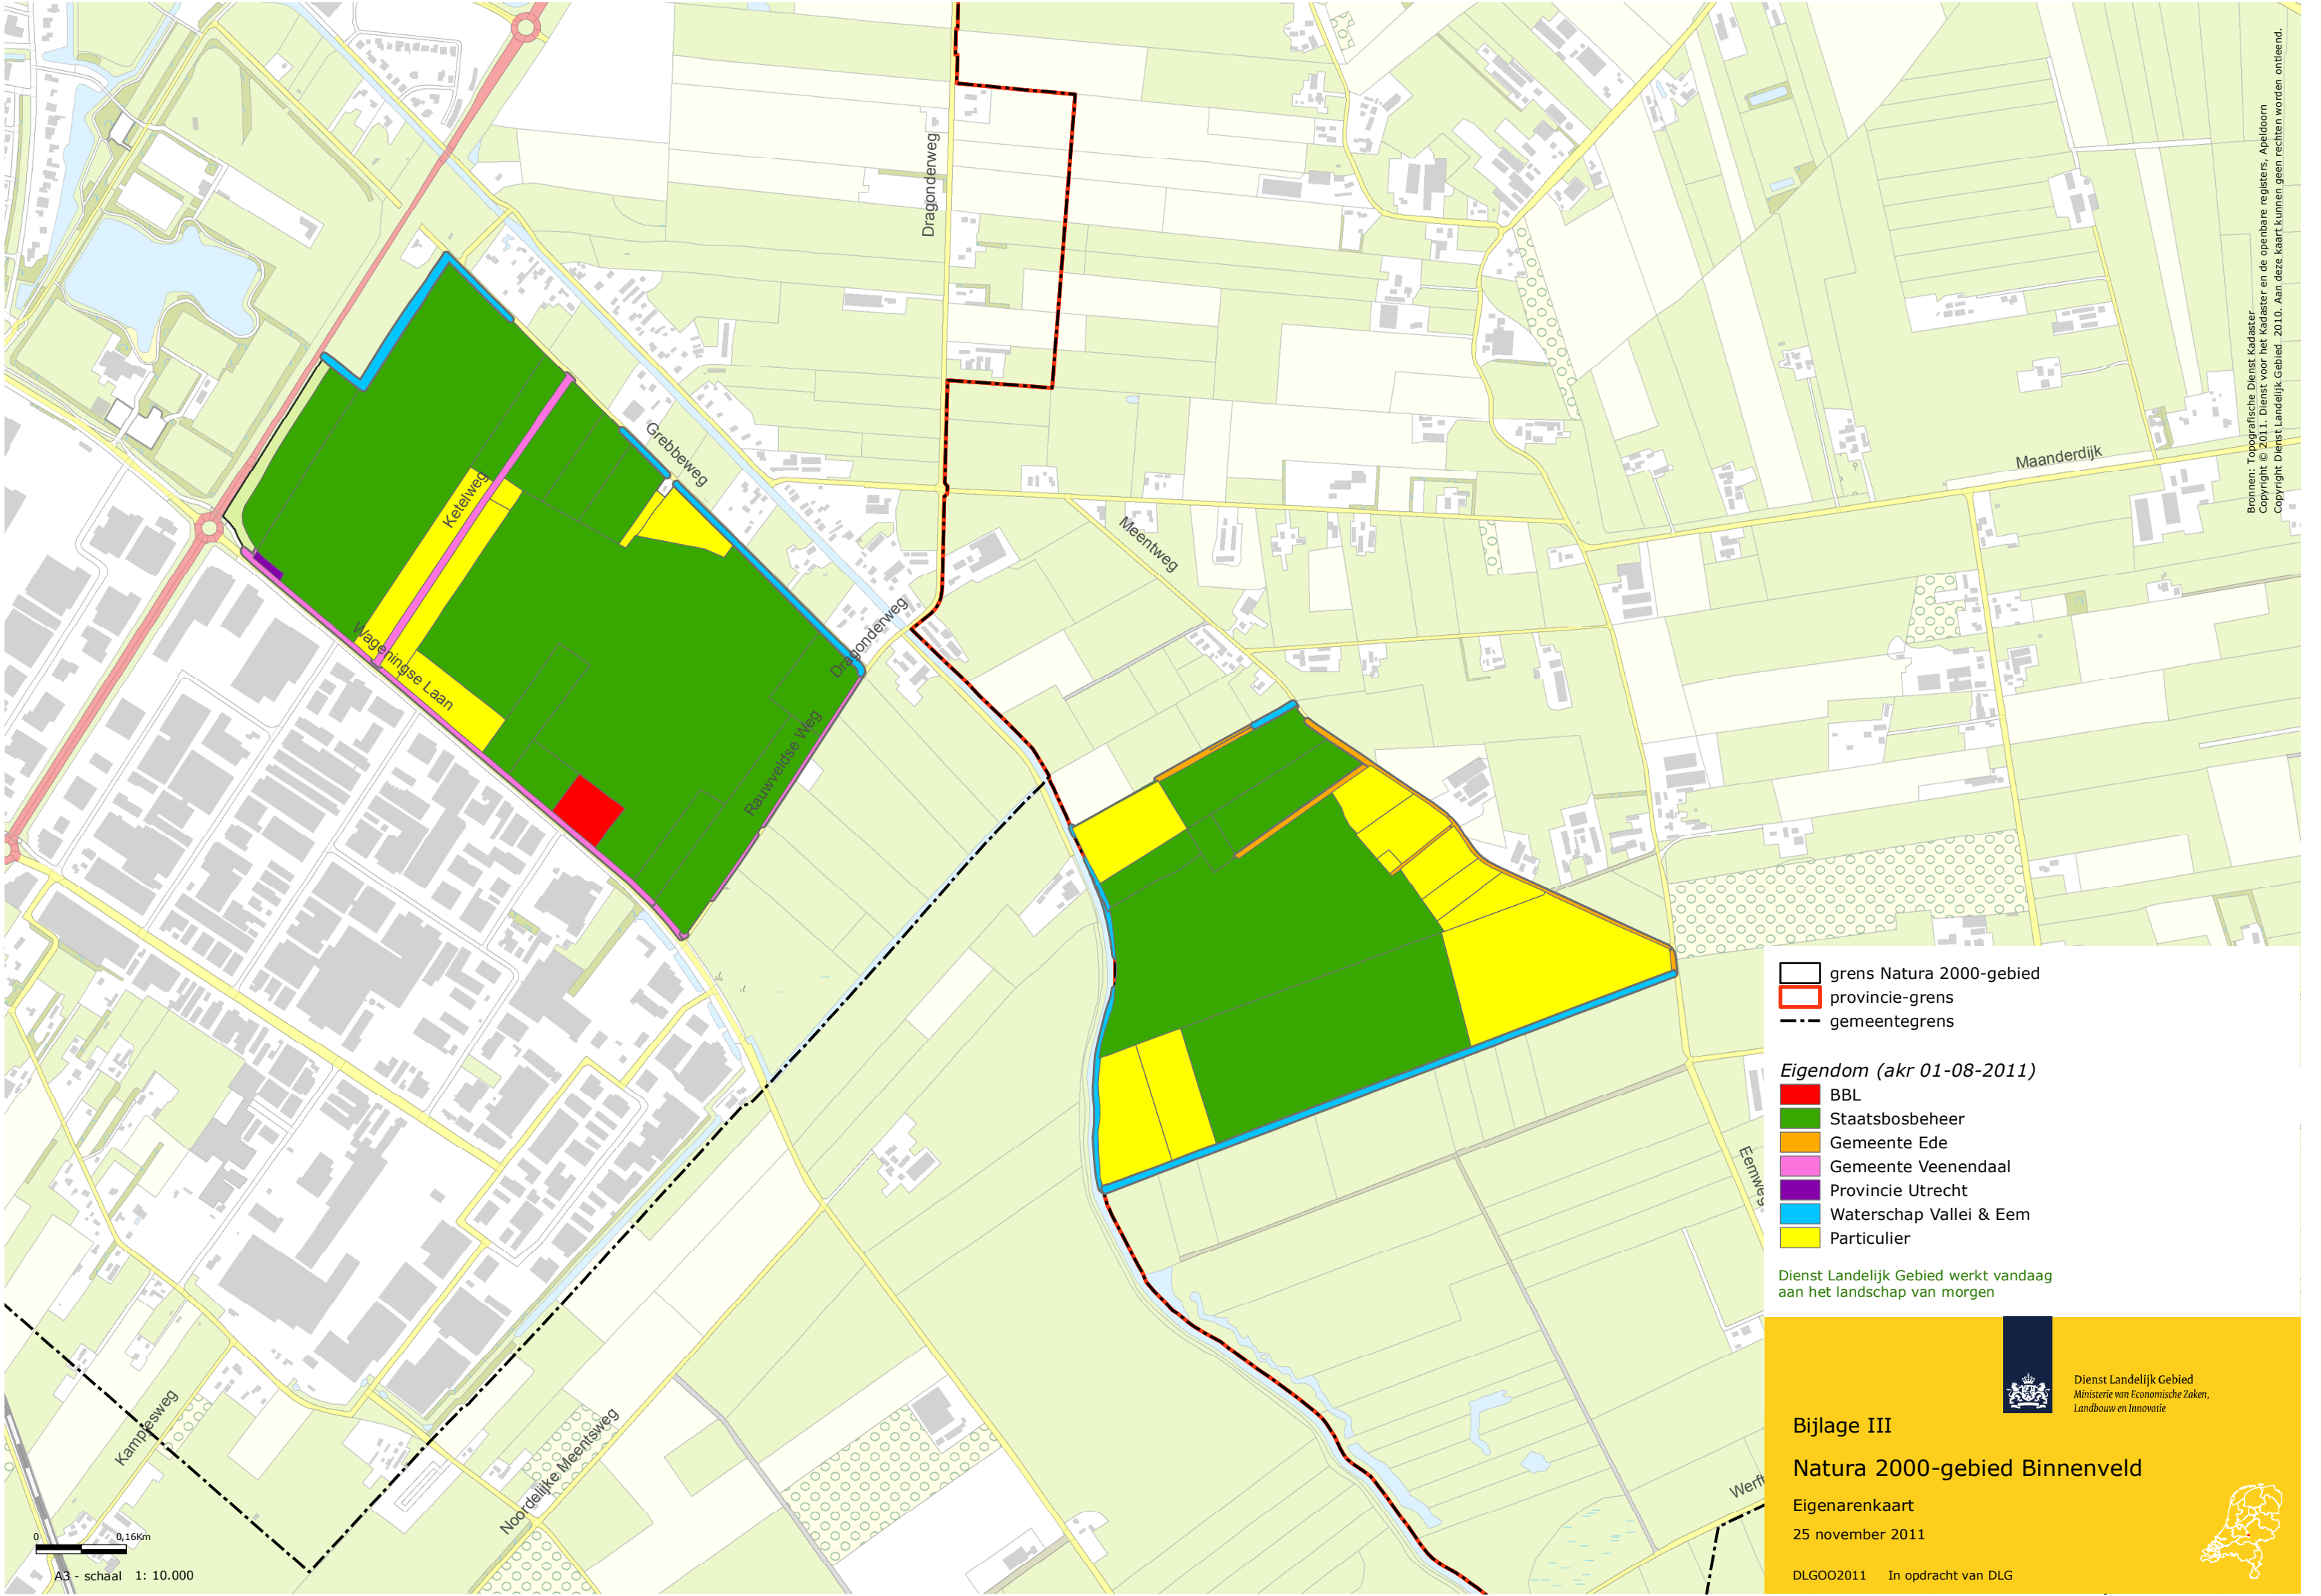 Dragonderweg
Grebbeweg
Ketelweg
Wageningse Laan
Dragonderweg
Rauwveldse Weg
Meentweg
Maanderdijk
Kampjesweg
Noordelijke Meentsweg
0 0,16Km
A3 - schaal 1: 10.000
Bronnen: Topografische Dienst Kadaster
Copyright © 2011. Dienst voor het Kadaster en de openbare registers, Apeldoorn
Copyright Dienst Landelijk Gebied 2010. Aan deze kaart kunnen geen rechten worden ontleend.
grens Natura 2000-gebied
provincie-grens
gemeentegrens
Eigendom (akr 01-08-2011)
BBL
Staatsbosbeheer
Gemeente Ede
Gemeente Veenendaal
Provincie Utrecht
Waterschap Vallei & Eem
Particulier
Dienst Landelijk Gebied werkt vandaag
aan het landschap van morgen
Dienst Landelijk Gebied
Ministerie van Economische Zaken,
Landbouw en Innovatie
Bijlage III
Natura 2000-gebied Binnenveld
Eigenarenkaart
25 november 2011
DLGOO2011 In opdracht van DLG